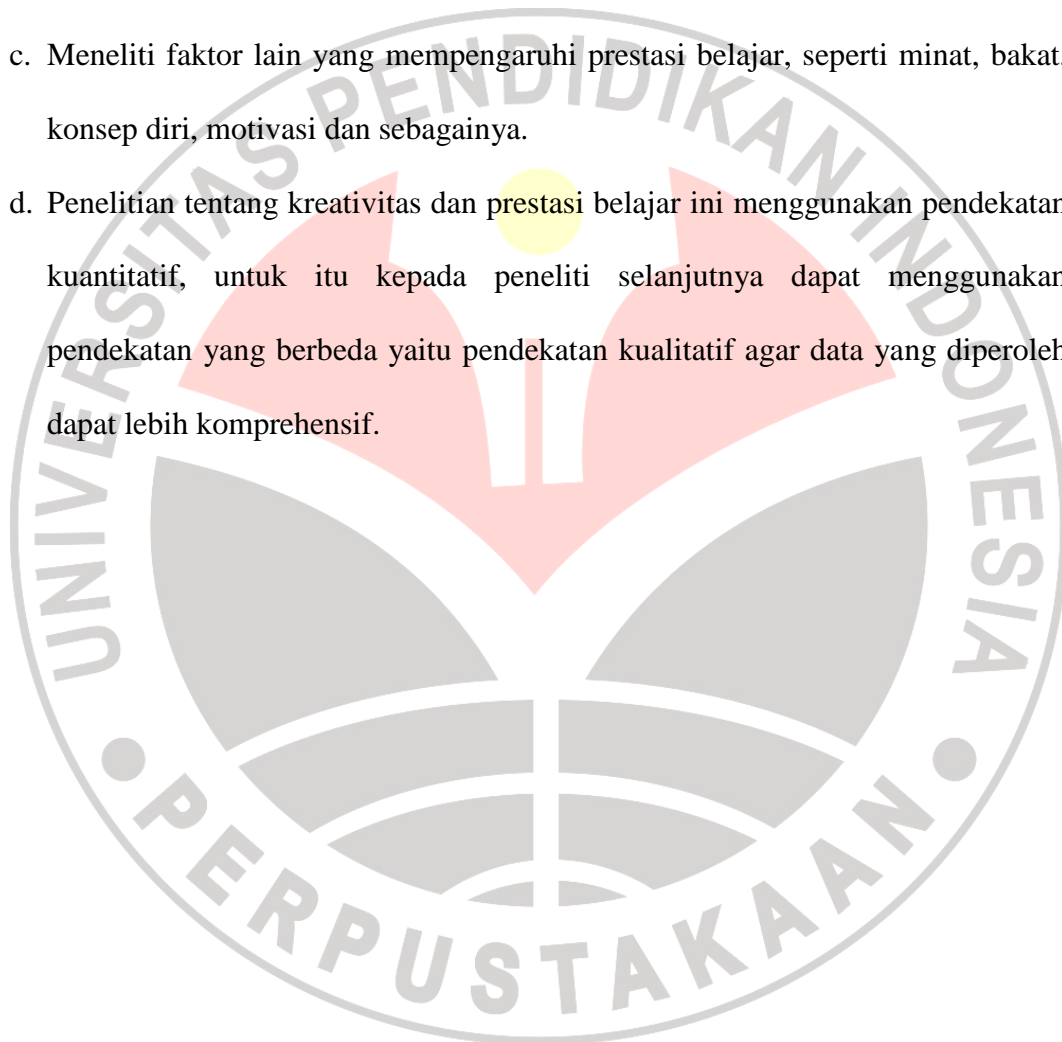 c. Meneliti faktor lain yang mempengaruhi prestasi belajar, seperti minat, bakat,
konsep diri, motivasi dan sebagainya.
d. Penelitian tentang kreativitas dan prestasi belajar ini menggunakan pendekatan
kuantitatif, untuk itu kepada peneliti selanjutnya dapat menggunakan
pendekatan yang berbeda yaitu pendekatan kualitatif agar data yang diperoleh
dapat lebih komprehensif.
UNIVERSITAS PENDIDIKAN INDONESIA
PERPUSTAKAAN